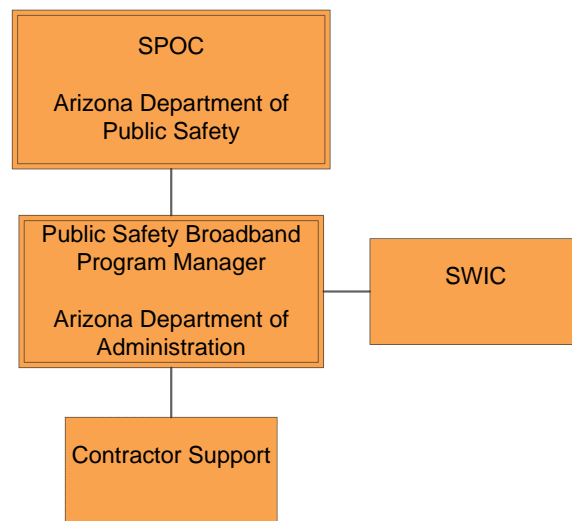 SPOC
Arizona Department of
Public Safety
Public Safety Broadband
Program Manager
Arizona Department of
Administration
SWIC
Contractor Support